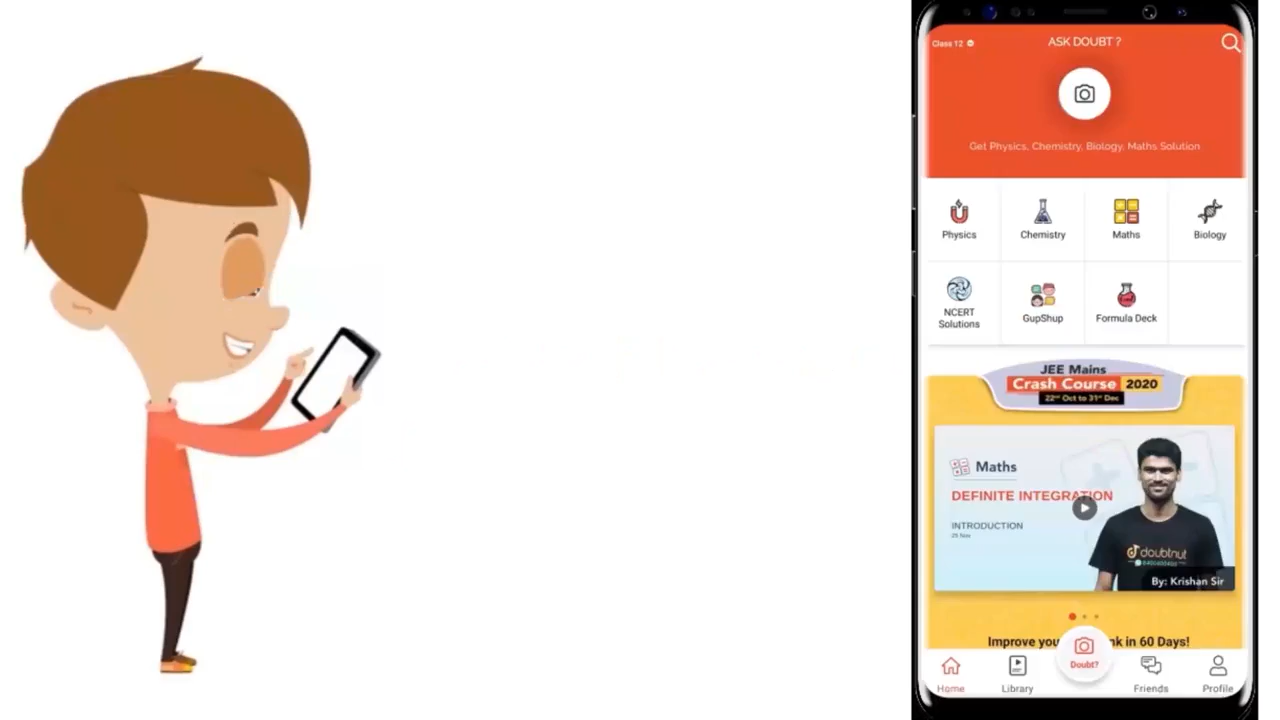 Class 12
ASK DOUBT ?
Get Physics, Chemistry, Biology, Maths Solution
Physics
Chemistry
Maths
Biology
NCERT
Solutions
GupShup
Formula Deck
JEE Mains
Crash Course 2020
22nd Oct to 31st Dec
Maths
DEFINITE INTEGRATION
INTRODUCTION
doubtnut
By: Krishan Sir
Improve you nk in 60 Days!
Doubt?
Home
Library
Friends
Profile